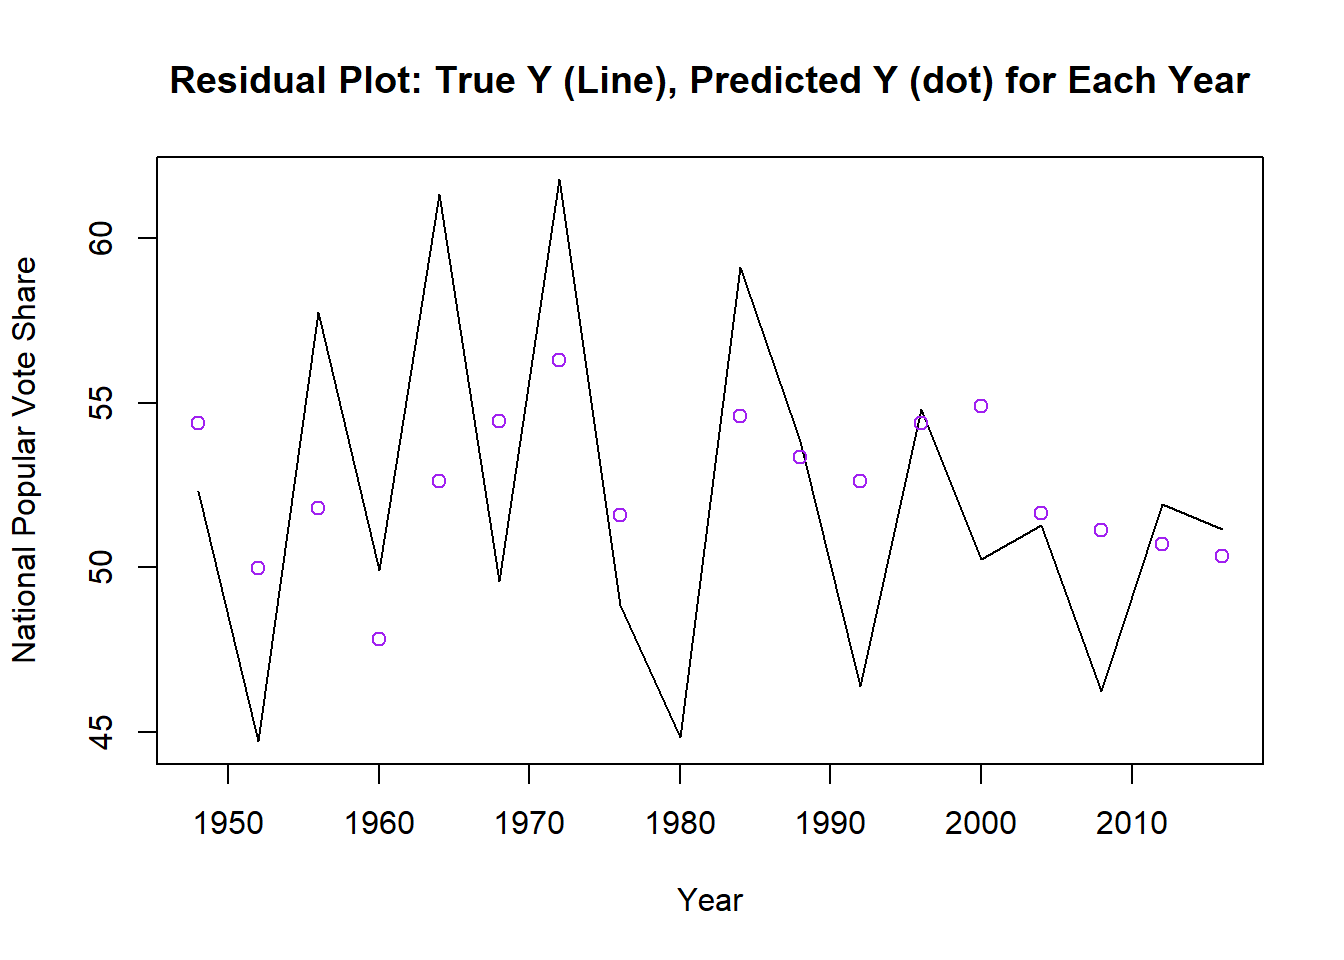 Residual Plot: True Y (Line), Predicted Y (dot) for Each Year
National Popular Vote Share
60
55
50
45
1950 1960 1970 1980 1990 2000 2010
Year